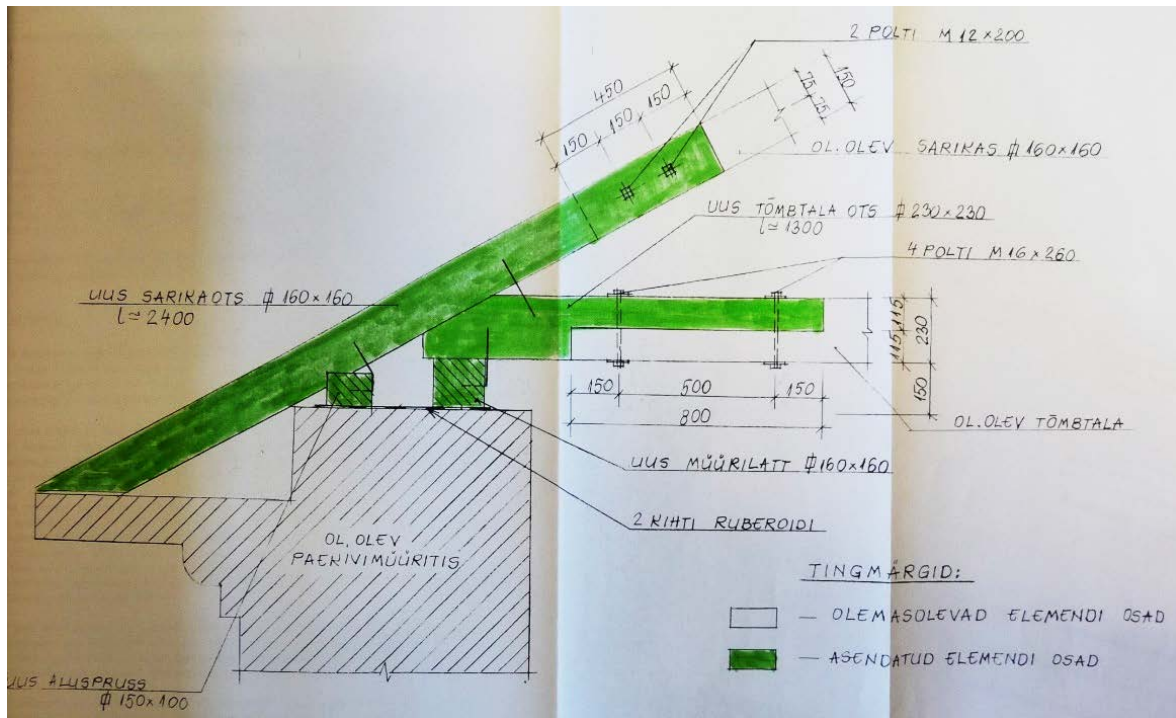 2 POLTI M 12×200
450
150
150
150
75
75
150
OL. OLEV SARIKAS ⌀ 160×160
UUS TÕMBTALA OTS ⌀ 230×230
l≃1300
4 POLTI M16×260
UUS SARIKAOTS ⌀ 160×160
l≃2400
115
115
230
150
150
500
150
800
OL.OLEV TÕMBTALA
UUS MÜÜRILATT ⌀160×160
2 KIHTI RUBEROIDI
OL, OLEV
PAEKIVIMÜÜRITIS
TINGMÄRGID:
— OLEMASOLEVAD ELEMENDI OSAD
— ASENDATUD ELEMENDI OSAD
UUS ALUSPRUSS
⌀ 150×100